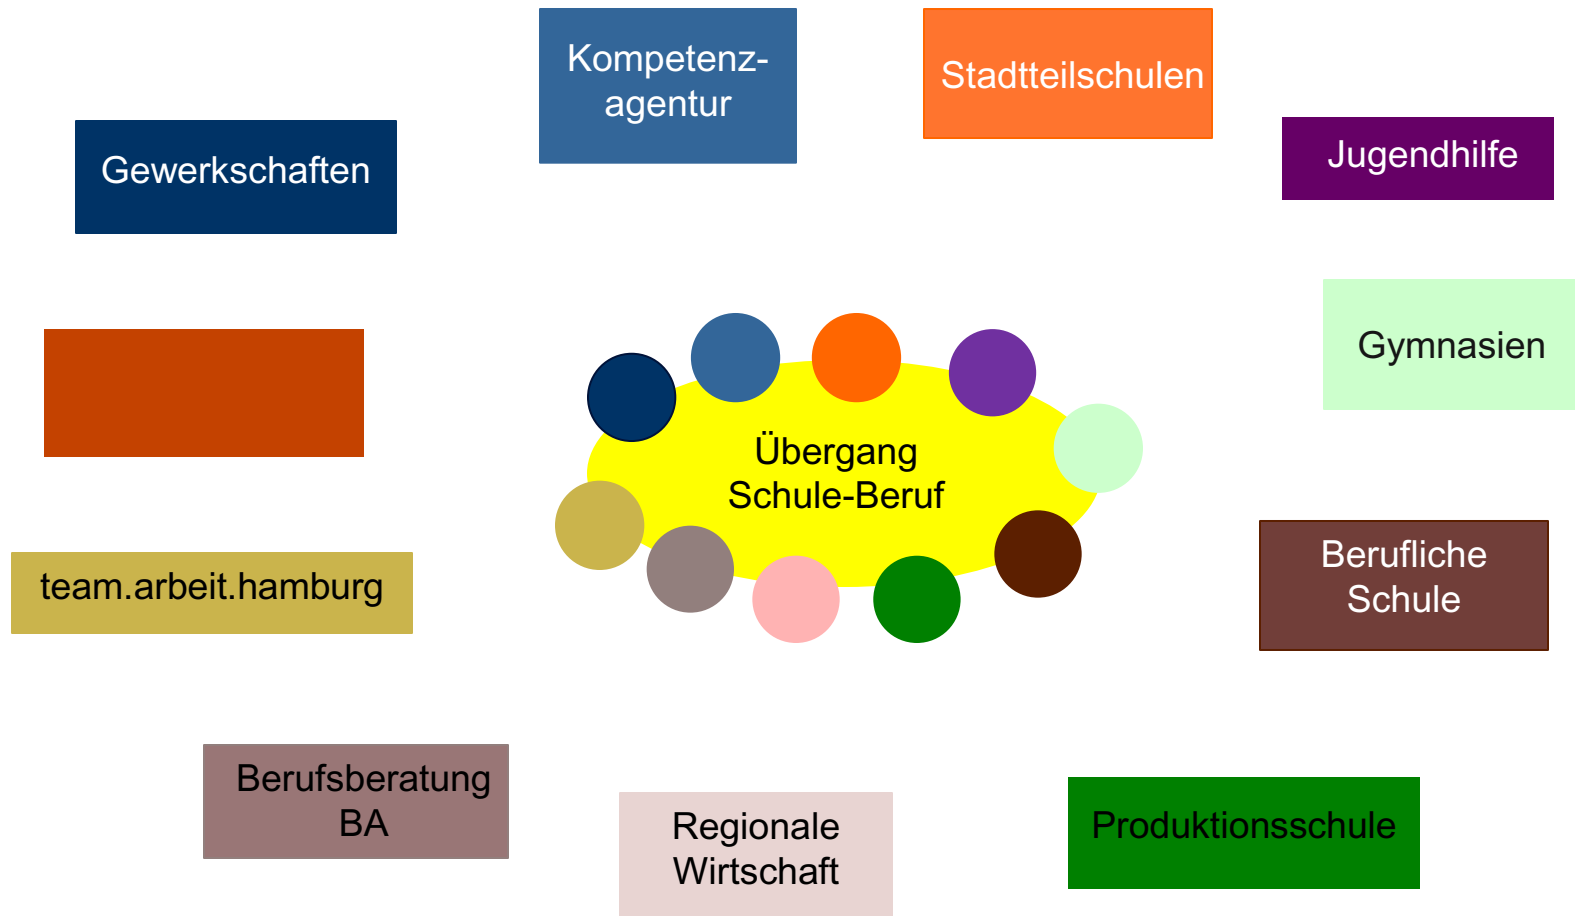 Kompetenz-
agentur
Stadtteilschulen
Jugendhilfe
Gewerkschaften
Gymnasien
Übergang
Schule-Beruf
Berufliche
Schule
team.arbeit.hamburg
Berufsberatung
BA
Regionale
Wirtschaft
Produktionsschule